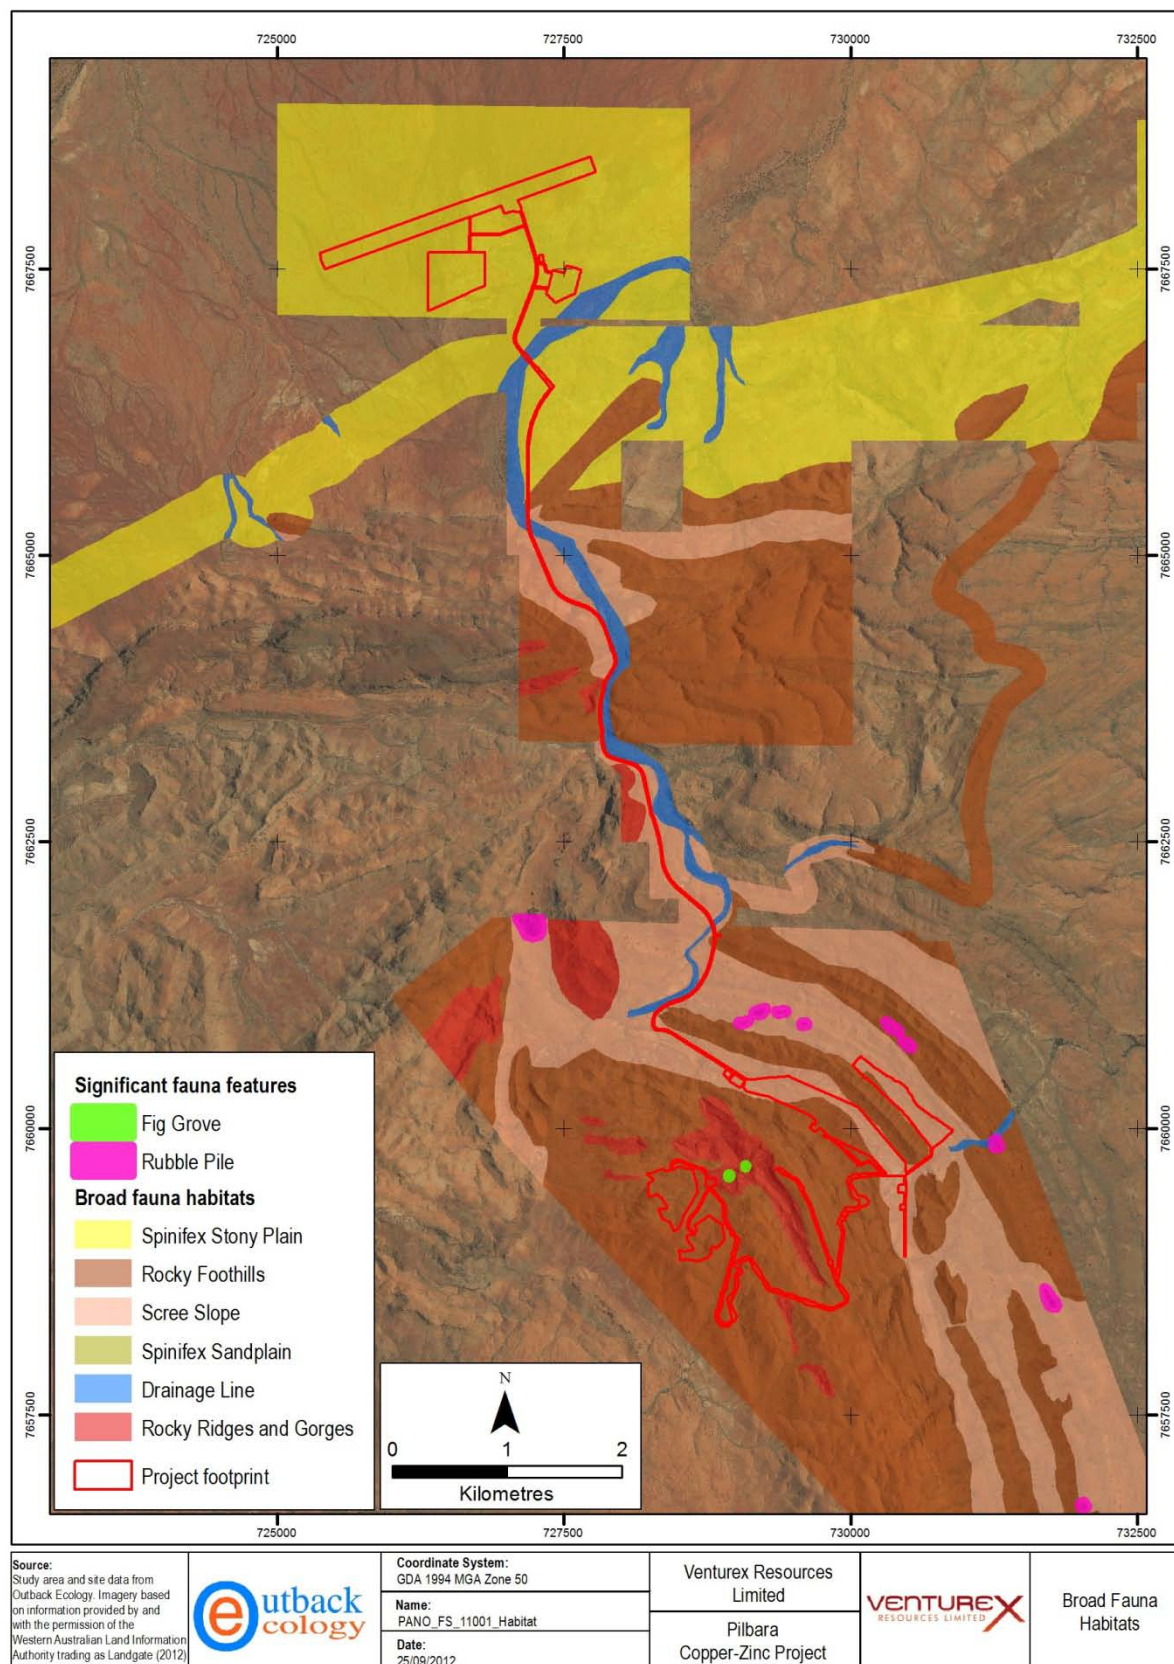 725000 727500 730000 732500
7667500 7667500
7665000 7665000
7662500 7662500
7660000 7660000
7657500 7657500
Significant fauna features
Fig Grove
Rubble Pile
Broad fauna habitats
Spinifex Stony Plain
Rocky Foothills
Scree Slope
Spinifex Sandplain
Drainage Line
Rocky Ridges and Gorges
Project footprint
N
0 1 2
Kilometres
725000 727500 730000 732500
Source:
Study area and site data from
Outback Ecology. Imagery based
on information provided by and
with the permission of the
Western Australian Land Information
Authority trading as Landgate (2012)
Outback
ecology
Coordinate System:
GDA 1994 MGA Zone 50
Name:
PANO_FS_11001_Habitat
Date:
25/09/2012
Venturex Resources
Limited
Pilbara
Copper-Zinc Project
VENTUREX
RESOURCES LIMITED
Broad Fauna
Habitats